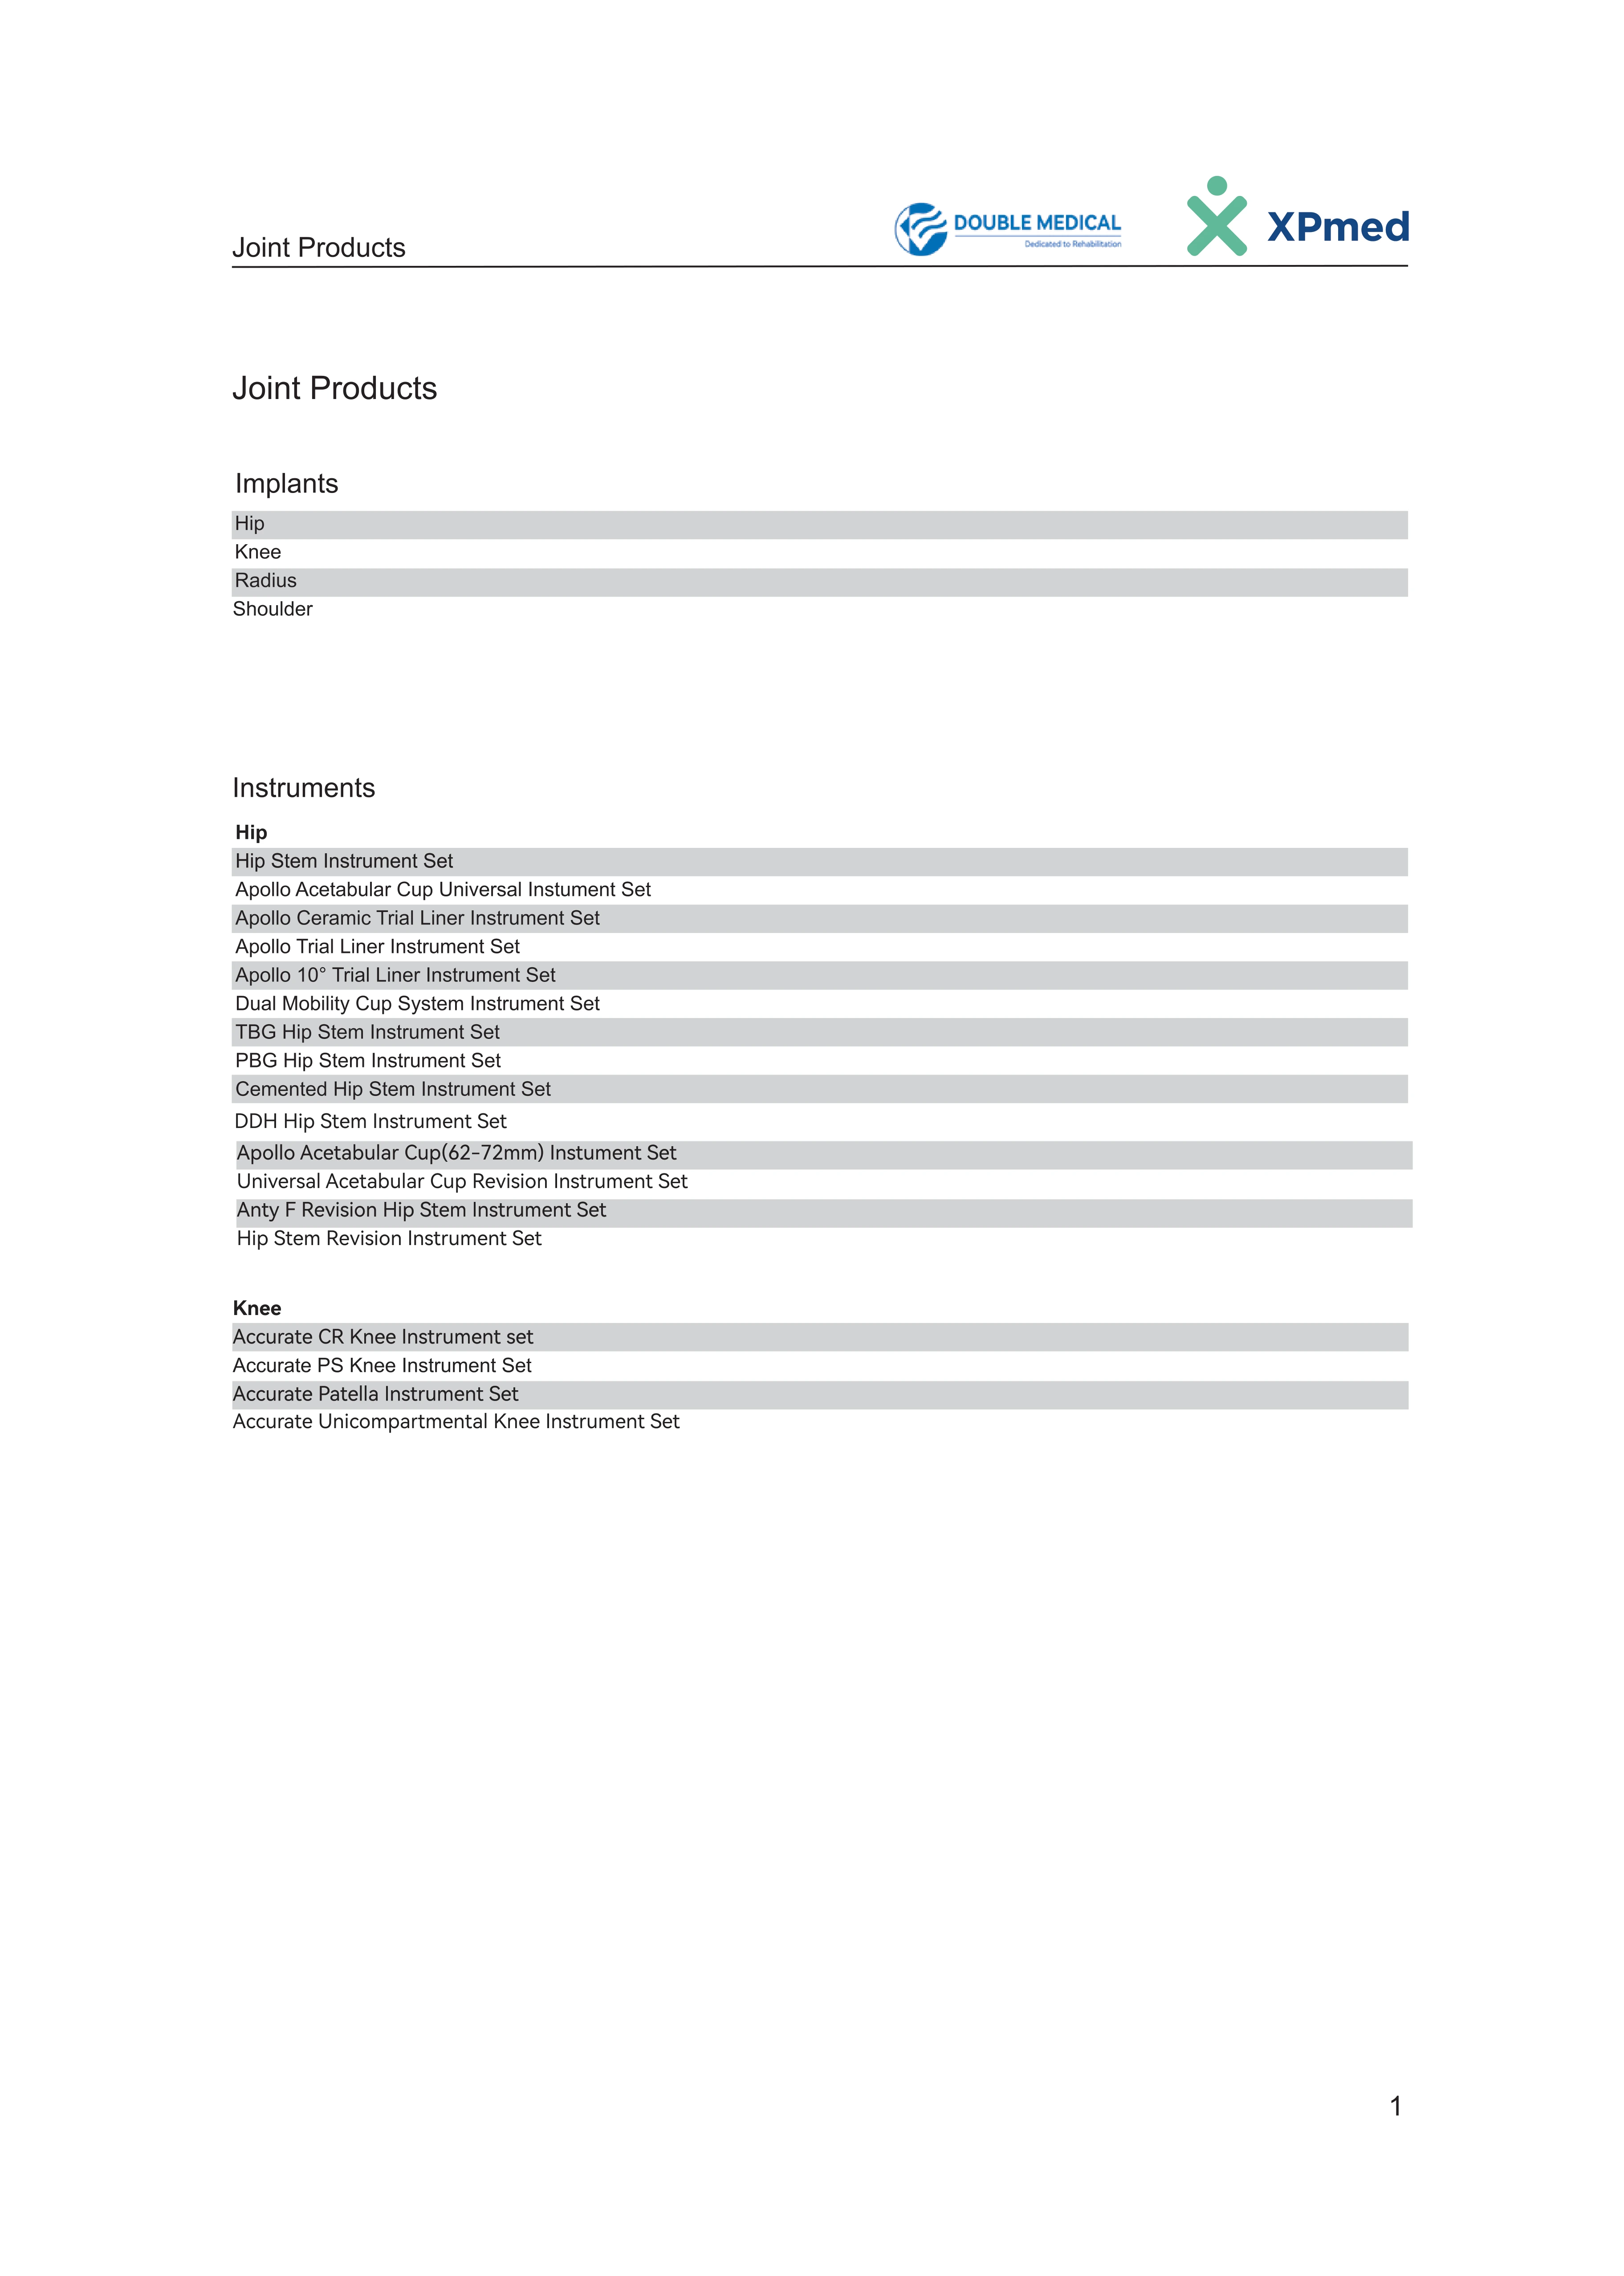 Joint Products
DOUBLE MEDICAL
Dedicated to Rehabilitation
XPmed
Joint Products
Implants
Hip
Knee
Radius
Shoulder
Instruments
Hip
Hip Stem Instrument Set
Apollo Acetabular Cup Universal Instument Set
Apollo Ceramic Trial Liner Instrument Set
Apollo Trial Liner Instrument Set
Apollo 10° Trial Liner Instrument Set
Dual Mobility Cup System Instrument Set
TBG Hip Stem Instrument Set
PBG Hip Stem Instrument Set
Cemented Hip Stem Instrument Set
DDH Hip Stem Instrument Set
Apollo Acetabular Cup(62-72mm) Instument Set
Universal Acetabular Cup Revision Instrument Set
Anty F Revision Hip Stem Instrument Set
Hip Stem Revision Instrument Set
Knee
Accurate CR Knee Instrument set
Accurate PS Knee Instrument Set
Accurate Patella Instrument Set
Accurate Unicompartmental Knee Instrument Set
1